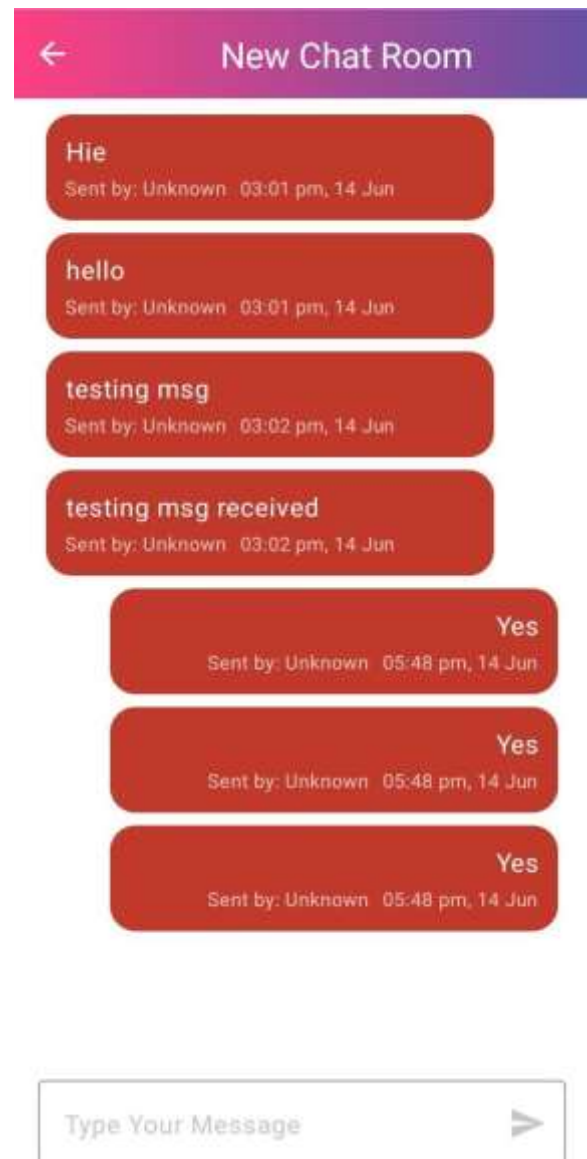 New Chat Room
Hie
Sent by: Unknown 03:01 pm, 14 Jun
hello
Sent by: Unknown 03:01 pm, 14 Jun
testing msg
Sent by: Unknown 03:02 pm, 14 Jun
testing msg received
Sent by: Unknown 03:02 pm, 14 Jun
Yes
Sent by: Unknown 05:48 pm, 14 Jun
Yes
Sent by: Unknown 05:48 pm, 14 Jun
Yes
Sent by: Unknown 05:48 pm, 14 Jun
Type Your Message